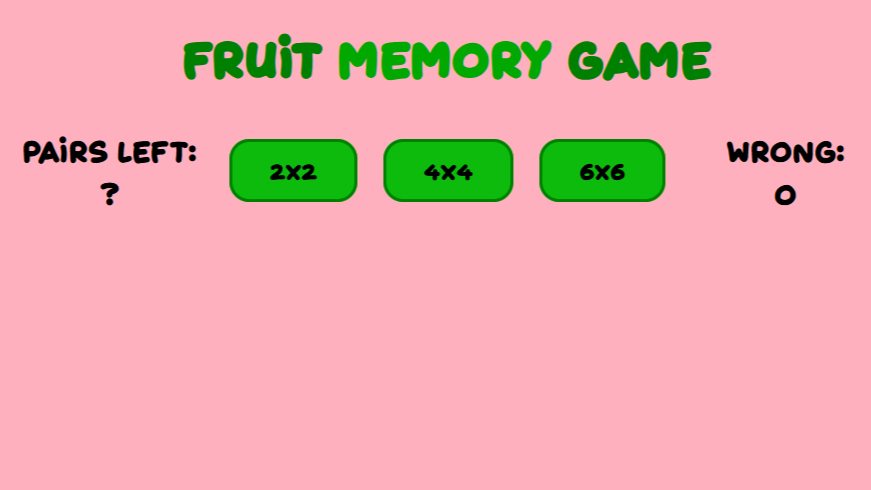 FRUiT MEMORY GAME
PAiRS LEFT:
?
2X2
4X4
6X6
WRONG:
0